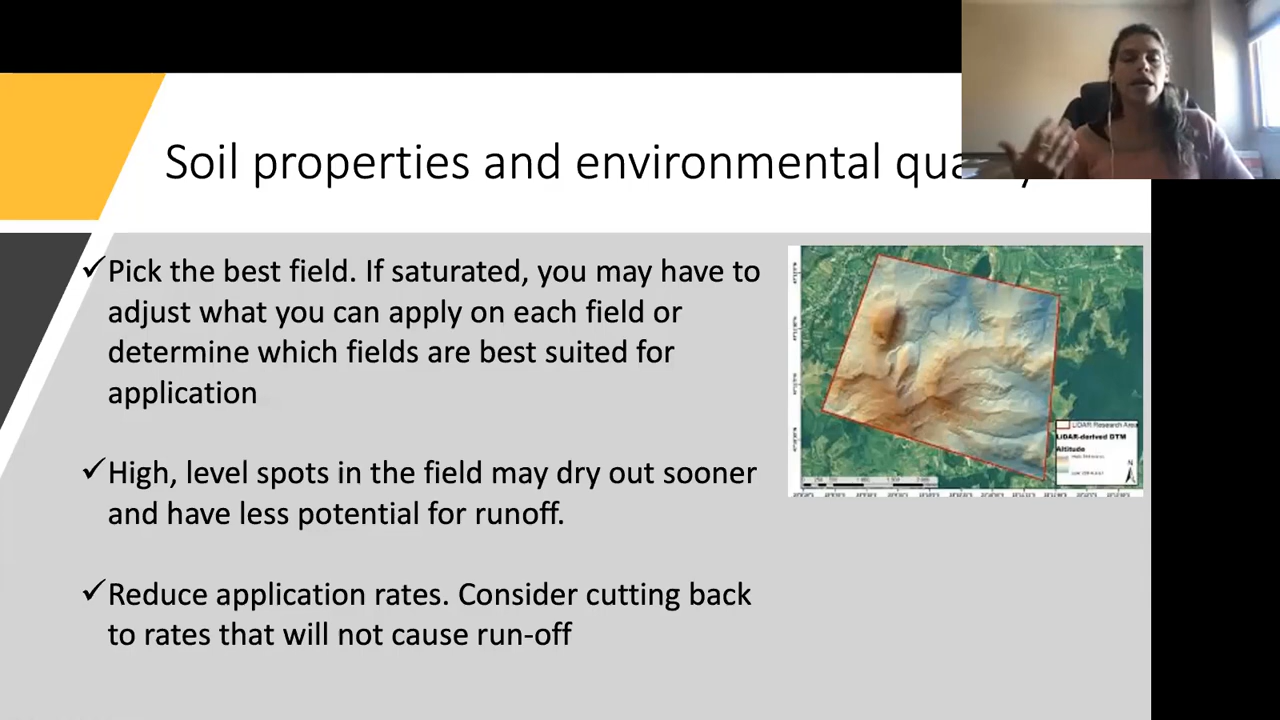 Soil properties and environmental
✓Pick the best field. If saturated, you may have to
adjust what you can apply on each field or
determine which fields are best suited for
application
✓High, level spots in the field may dry out sooner
and have less potential for runoff.
✓Reduce application rates. Consider cutting back
to rates that will not cause run-off
LiDAR Research Area
LiDAR-derived DTM
Altitude
N